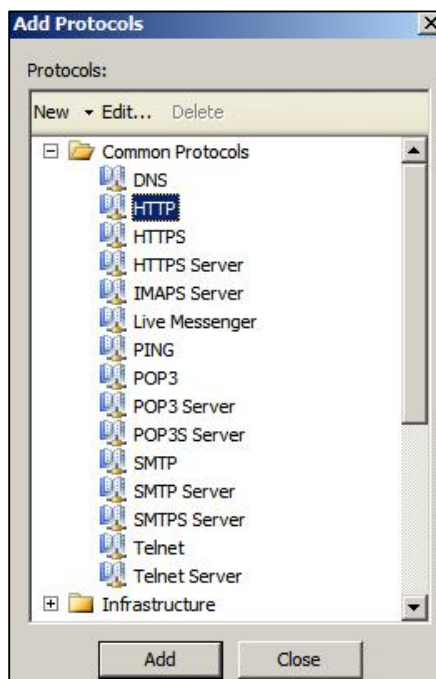 Add Protocols
Protocols:
New Edit... Delete
Common Protocols
DNS
HTTP
HTTPS
HTTPS Server
IMAPS Server
Live Messenger
PING
POP3
POP3 Server
POP3S Server
SMTP
SMTP Server
SMTPS Server
Telnet
Telnet Server
Infrastructure
Add Close